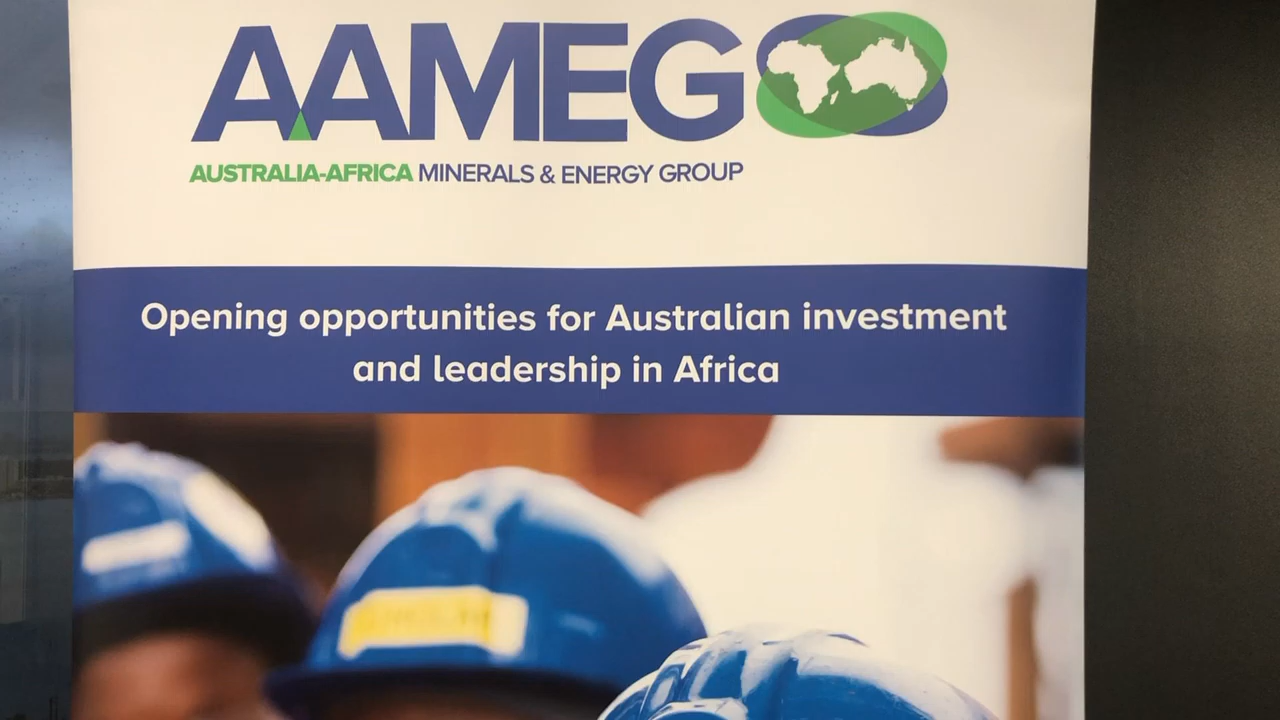 AAMEG
AUSTRALIA-AFRICA MINERALS & ENERGY GROUP
Opening opportunities for Australian investment
and leadership in Africa